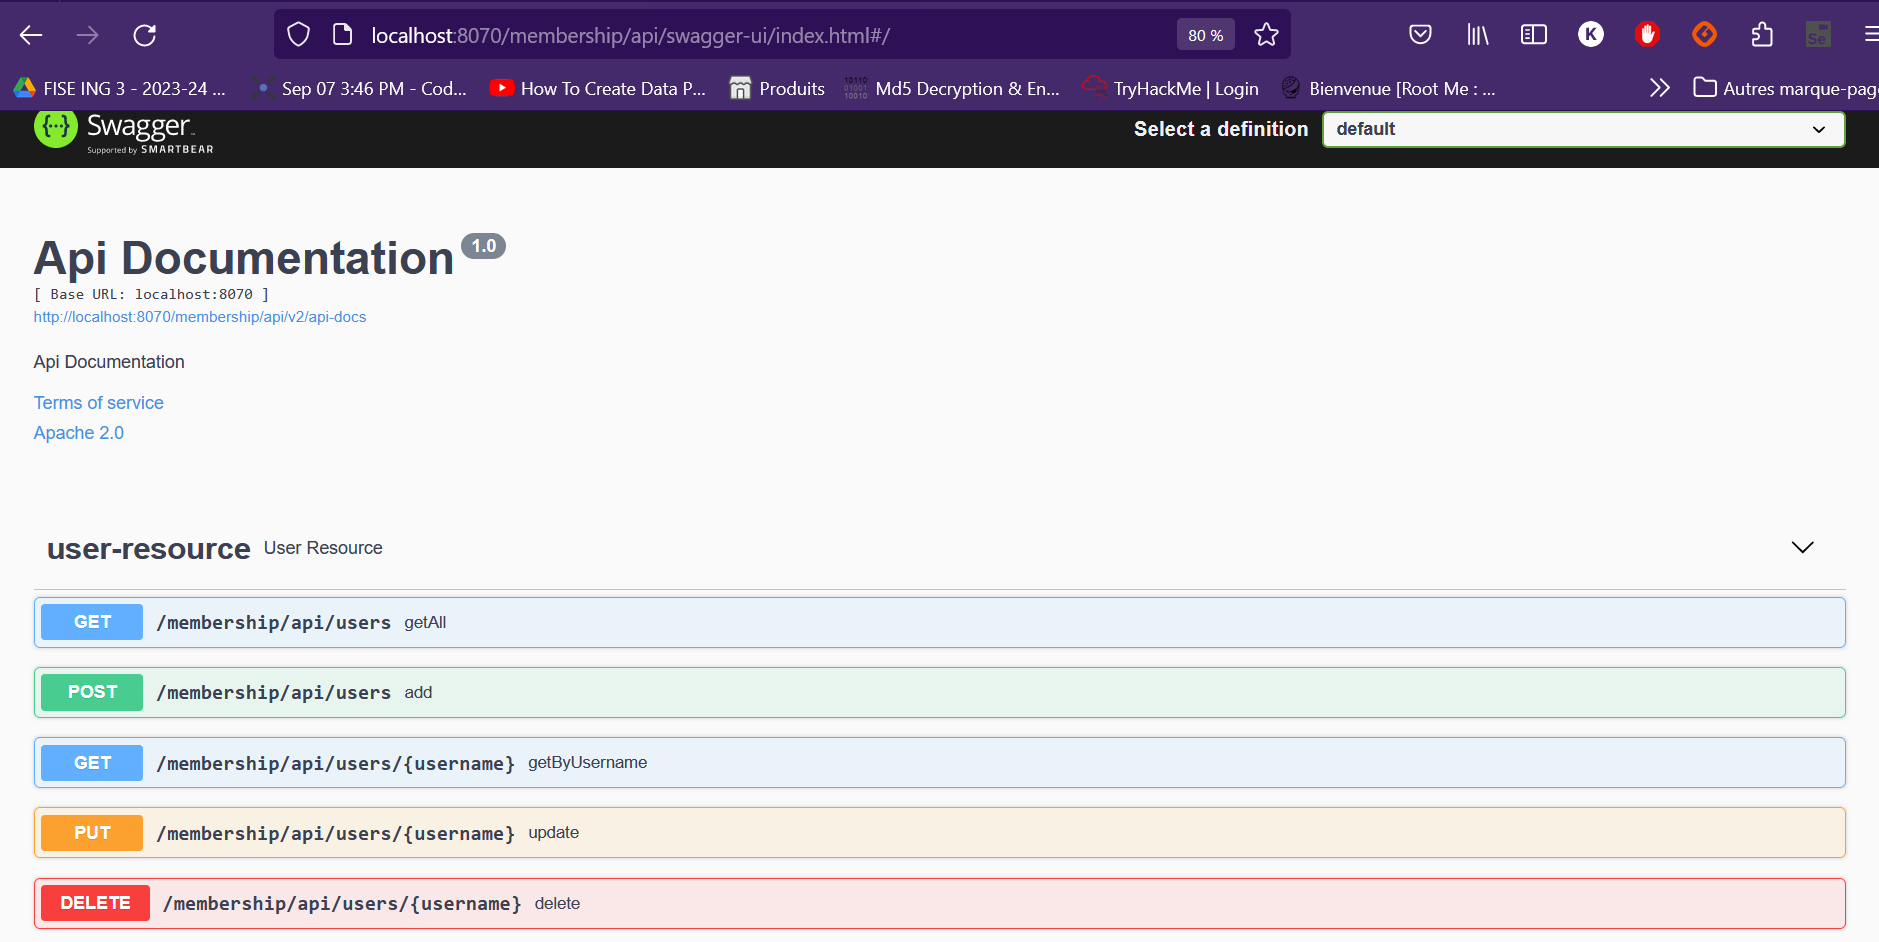 localhost:8070/membership/api/swagger-ui/index.html#/
80 %
K
Se
FISE ING 3 - 2023-24 ...
Sep 07 3:46 PM - Cod...
How To Create Data P...
Produits
10110
01001
10010
Md5 Decryption & En...
TryHackMe | Login
Bienvenue [Root Me : ...
Autres marque-pag
{···} Swagger
Supported by SMARTBEAR
Select a definition
default
Api Documentation 1.0
[ Base URL: localhost:8070 ]
http://localhost:8070/membership/api/v2/api-docs
Api Documentation
Terms of service
Apache 2.0
user-resource User Resource
GET /membership/api/users getAll
POST /membership/api/users add
GET /membership/api/users/{username} getByUsername
PUT /membership/api/users/{username} update
DELETE /membership/api/users/{username} delete